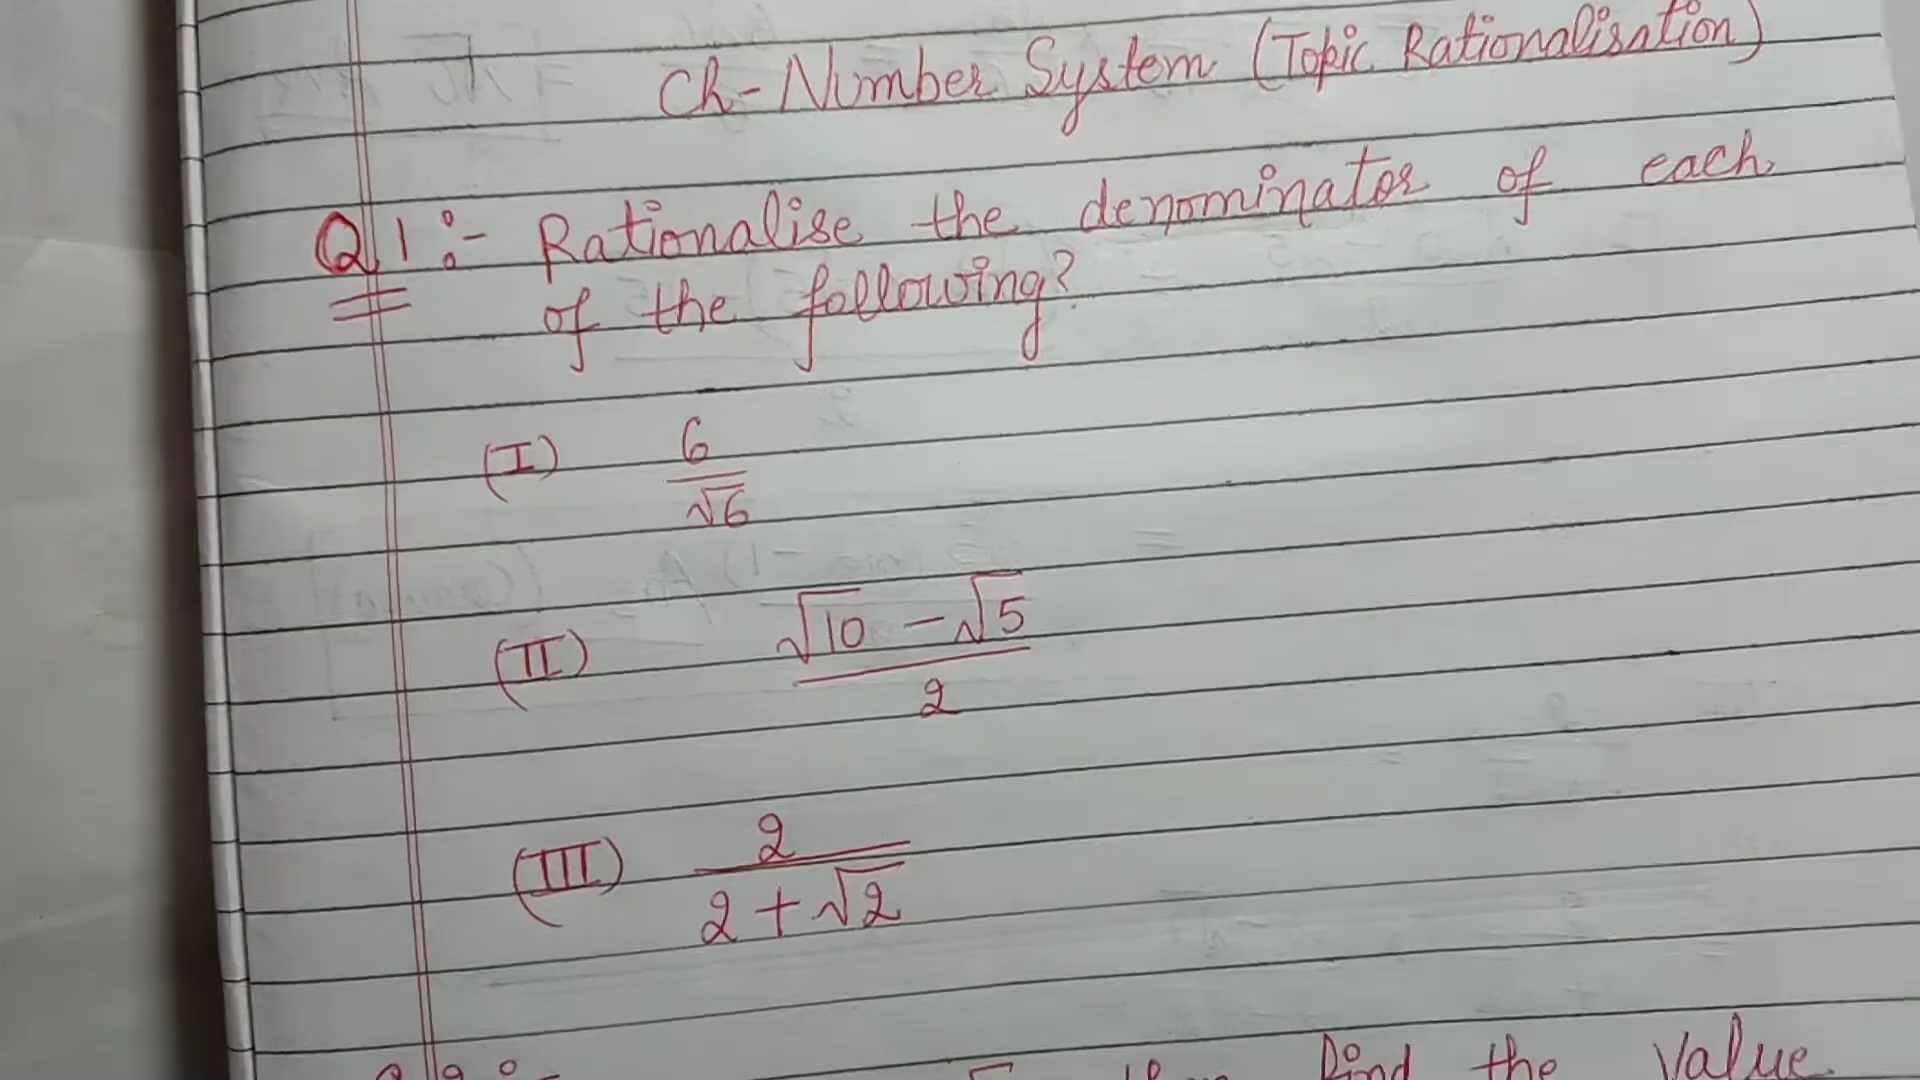 Ch-Number System (Topic Rationalisation)
Q.1:- Rationalise the denominator of each
of the following?
(I) 6/√6
(II) √10 - √5 / 2
(III) 2 / 2 + √2
find the value